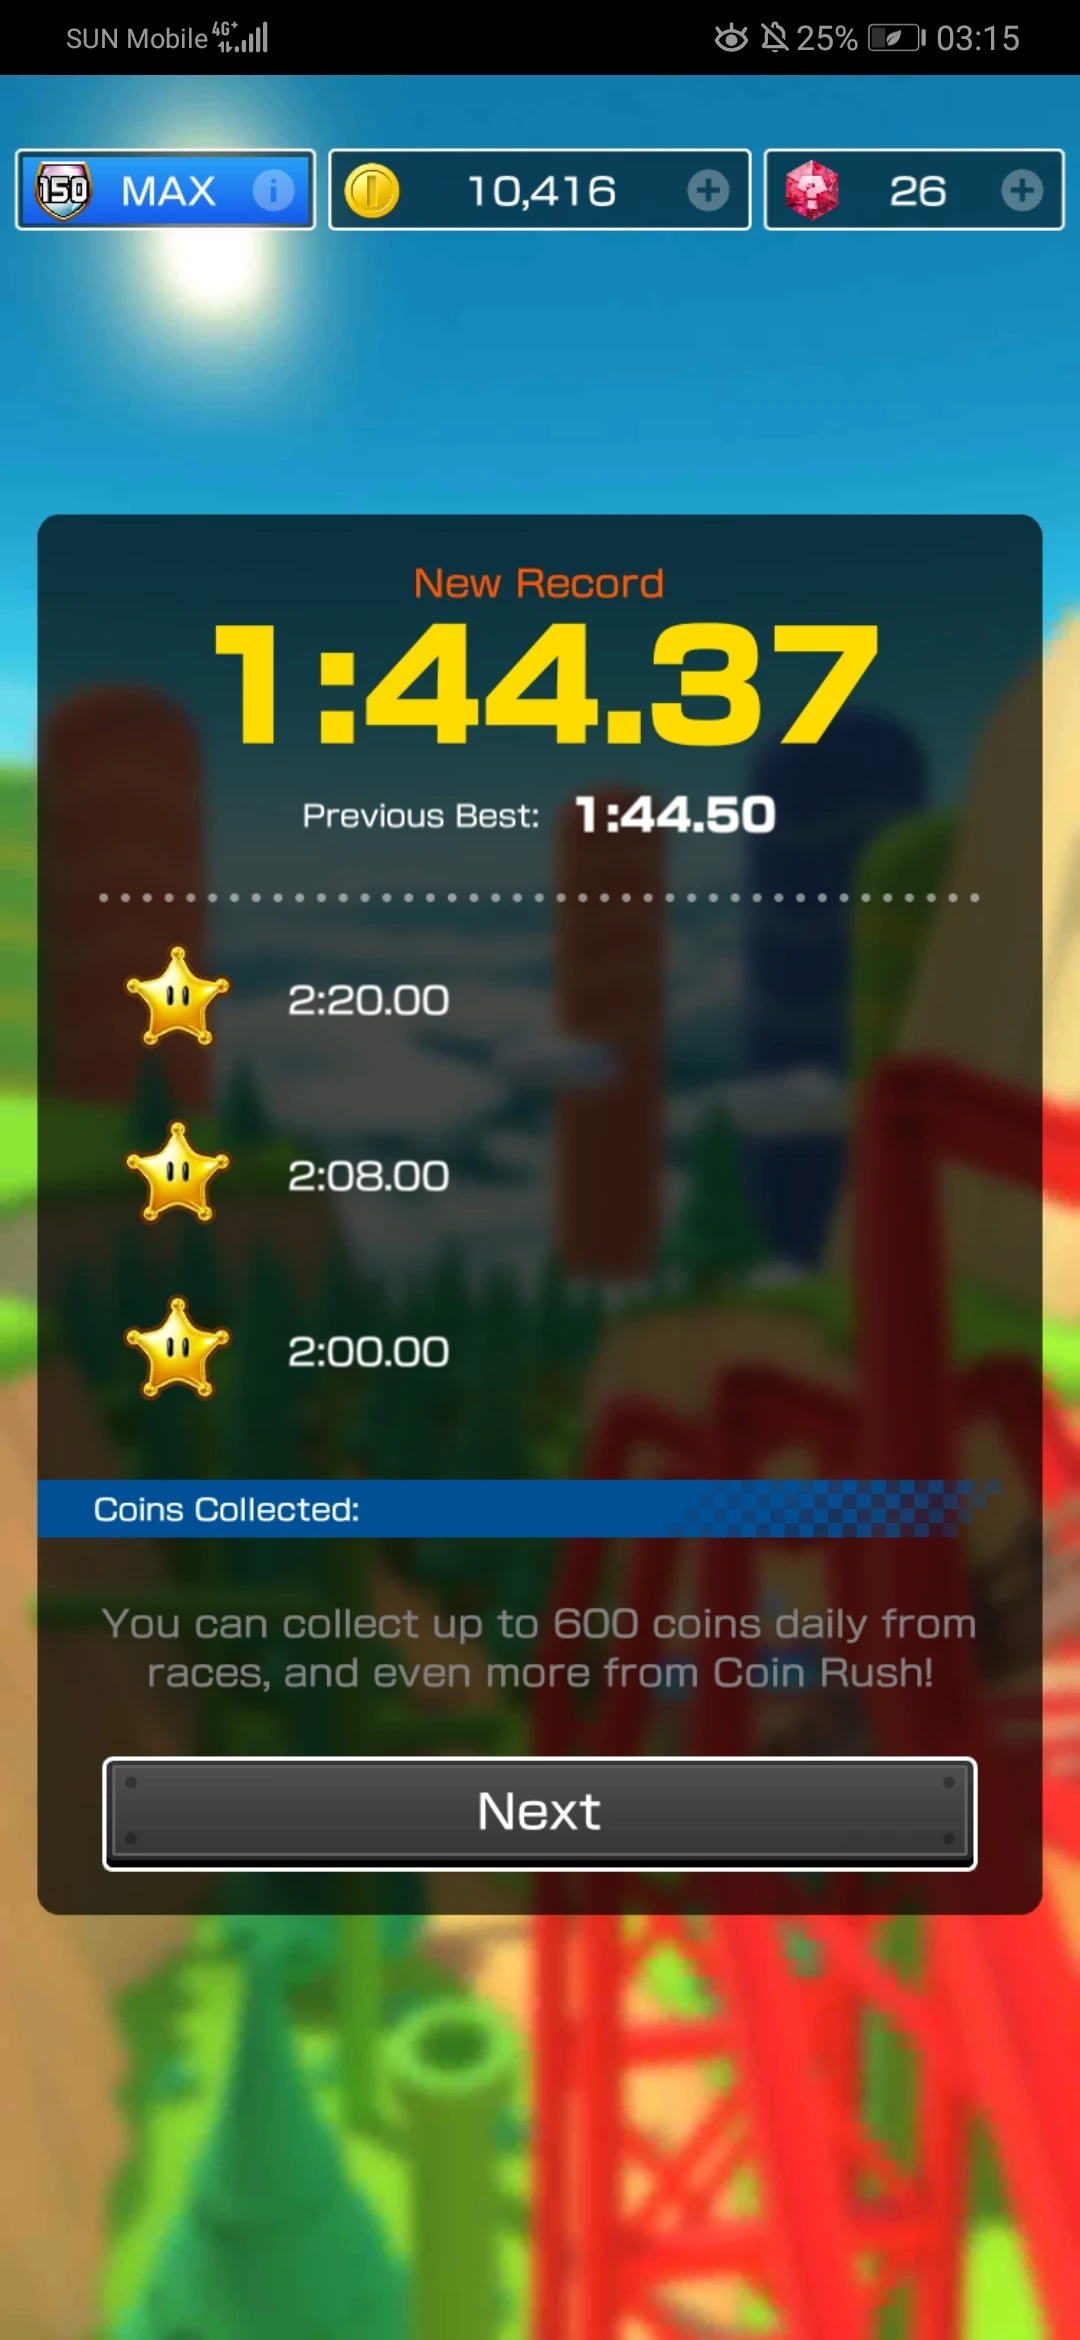 SUN Mobile 4G+ 25% 03:15
150 MAX i 10,416 + 26 +
New Record
1:44.37
Previous Best: 1:44.50
2:20.00
2:08.00
2:00.00
Coins Collected:
You can collect up to 600 coins daily from
races, and even more from Coin Rush!
Next